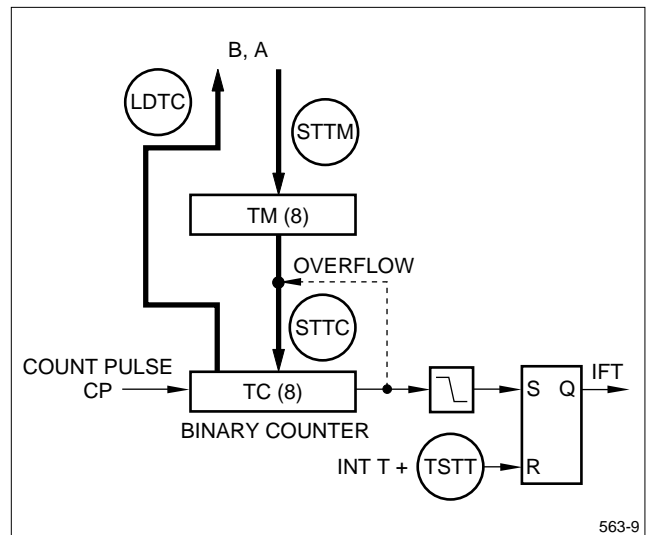 B, A
LDTC
STTM
TM (8)
OVERFLOW
STTC
COUNT PULSE
CP
TC (8)
BINARY COUNTER
S Q
IFT
INT T +
TSTT
R
563-9